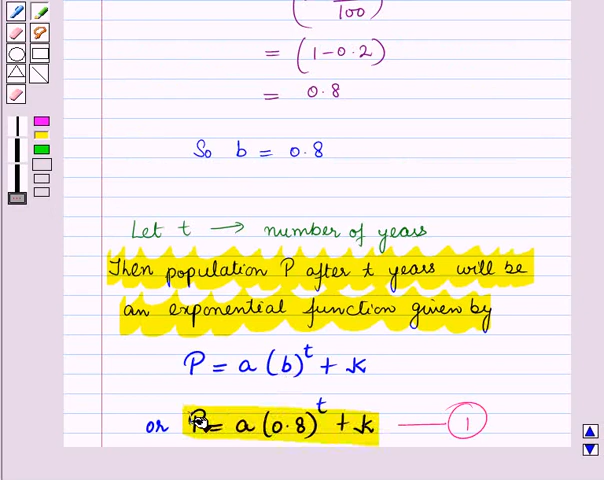 100
= (1-0.2)
= 0.8
So b = 0.8
Let t → number of years
Then population P after t years will be
an exponential function given by
P = a(b)^t + k
or P = a(0.8)^t + k —— 1